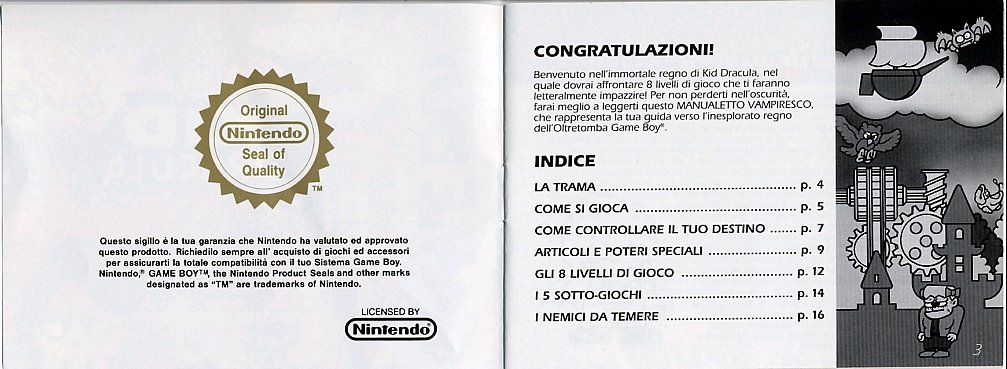 Original
Nintendo
Seal of
Quality
TM
Questo sigillo è la tua garanzia che Nintendo ha valutato ed approvato
questo prodotto. Richiedilo sempre all' acquisto di giochi ed accessori
per assicurarti la totale compatibilità con il tuo Sistema Game Boy.
Nintendo,® GAME BOY™, the Nintendo Product Seals and other marks
designated as “TM” are trademarks of Nintendo.
LICENSED BY
Nintendo®
CONGRATULAZIONI!
Benvenuto nell'immortale regno di Kid Dracula, nel
quale dovrai affrontare 8 livelli di gioco che ti faranno
letteralmente impazzire! Per non perderti nell'oscurità,
farai meglio a leggerti questo MANUALETTO VAMPIRESCO,
che rappresenta la tua guida verso l'inesplorato regno
dell'Oltretomba Game Boy®.
INDICE
LA TRAMA ............................................... p. 4
COME SI GIOCA ....................................... p. 5
COME CONTROLLARE IL TUO DESTINO ...... p. 7
ARTICOLI E POTERI SPECIALI ...................... p. 9
GLI 8 LIVELLI DI GIOCO ........................... p. 12
I 5 SOTTO-GIOCHI ................................... p. 14
I NEMICI DA TEMERE .............................. p. 16
3